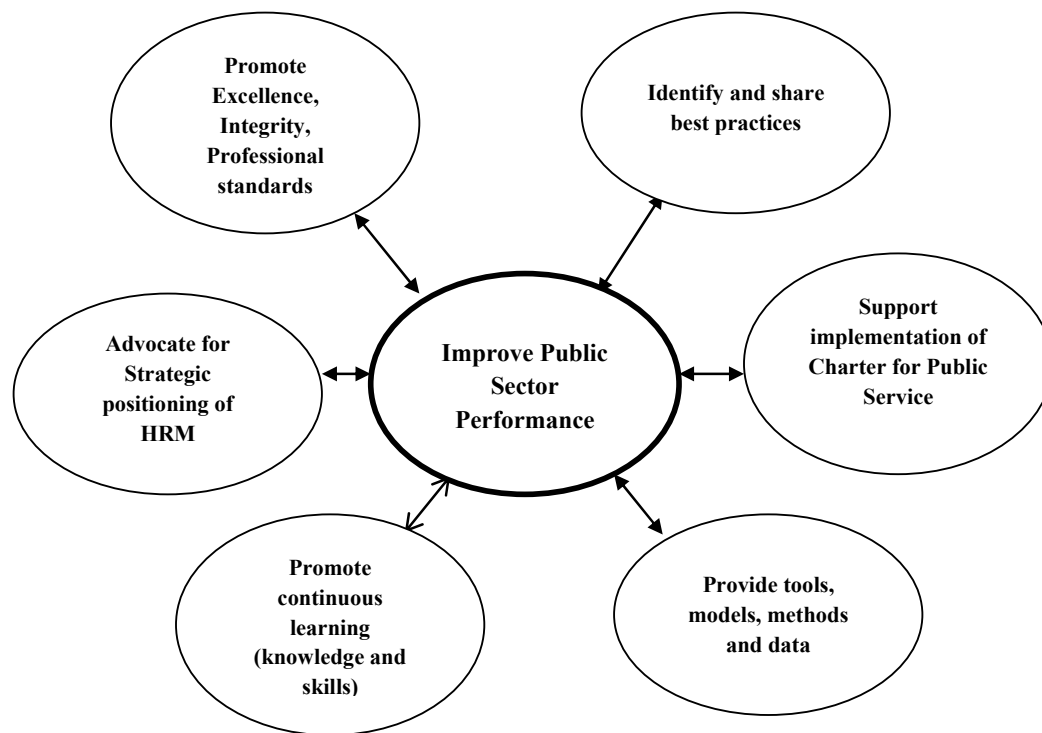 Promote
Excellence,
Integrity,
Professional
standards
Identify and share
best practices
Advocate for
Strategic
positioning of
HRM
Improve Public
Sector
Performance
Support
implementation of
Charter for Public
Service
Promote
continuous
learning
(knowledge and
skills)
Provide tools,
models, methods
and data